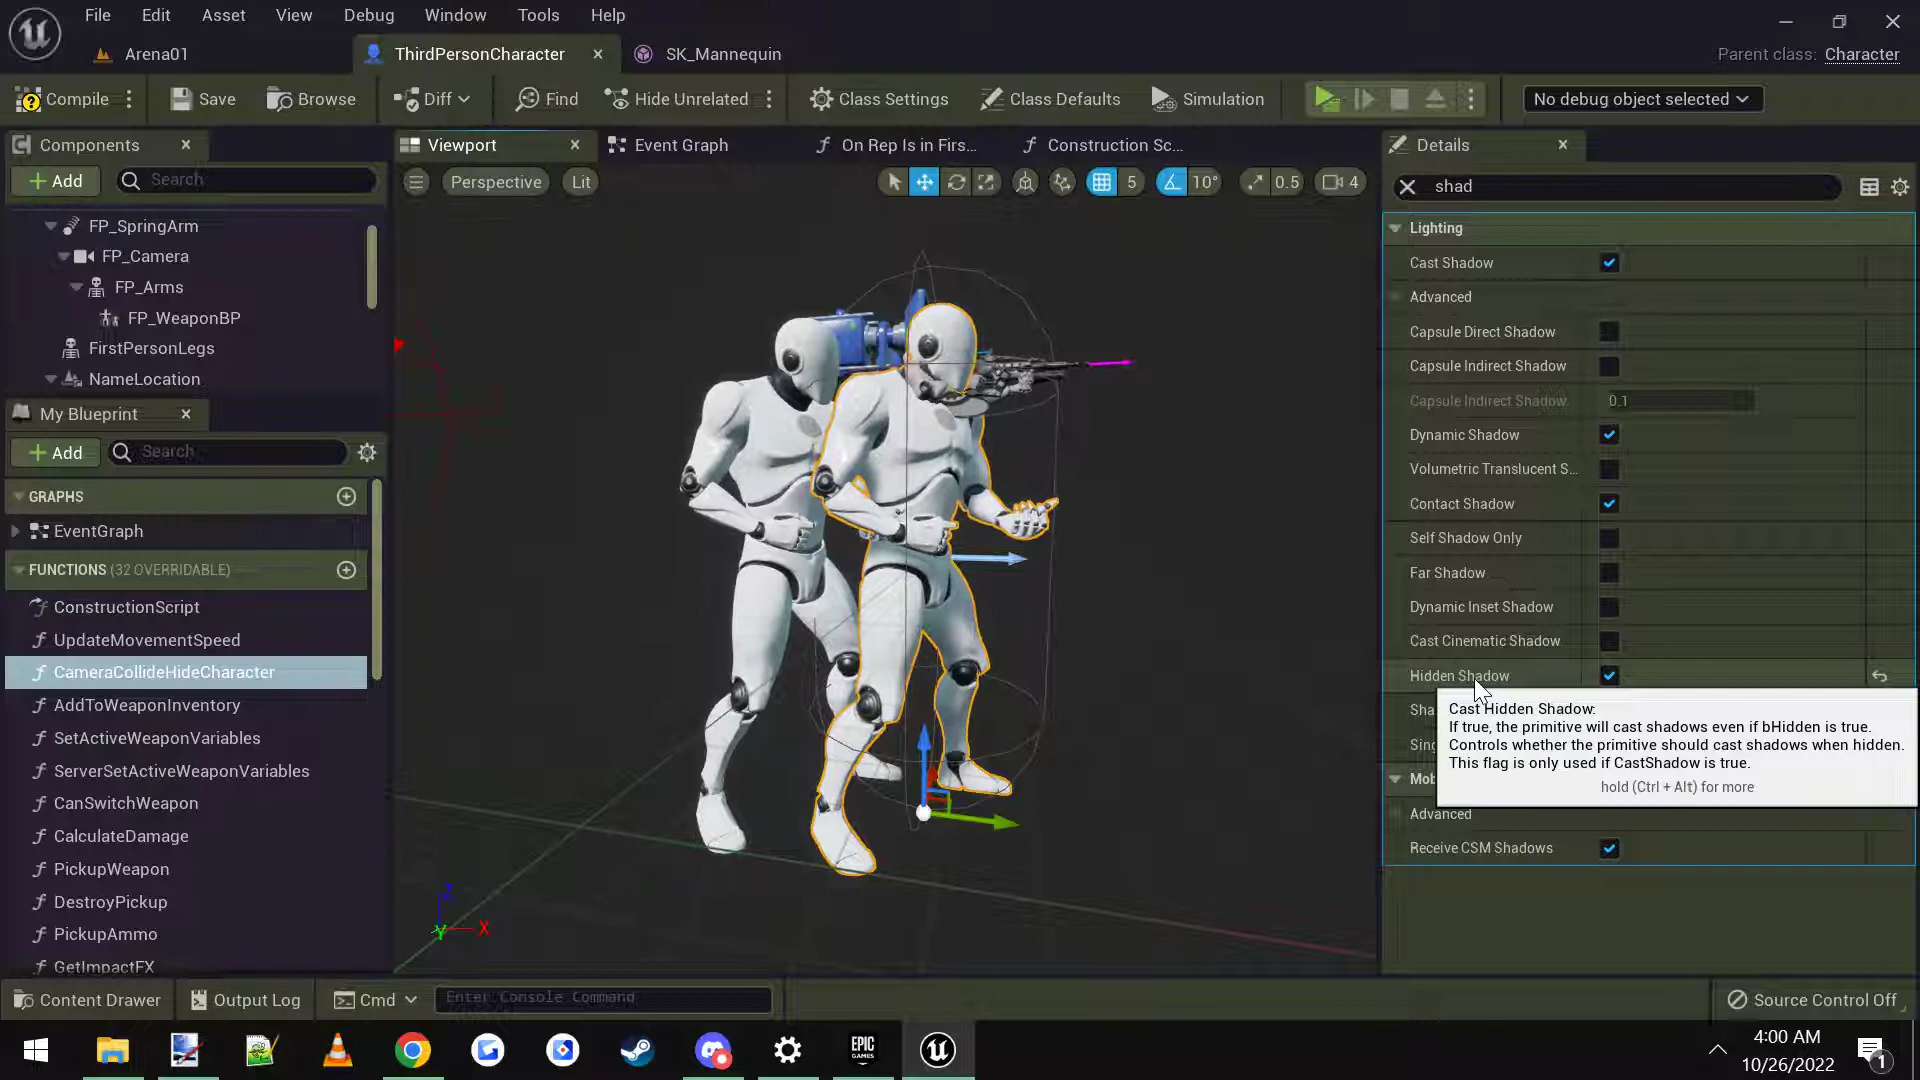 File Edit Asset View Debug Window Tools Help
Arena01
ThirdPersonCharacter
SK_Mannequin
Parent class: Character
Compile
Save
Browse
Diff
Find
Hide Unrelated
Class Settings
Class Defaults
Simulation
No debug object selected
Components
Add
Search
FP_SpringArm
FP_Camera
FP_Arms
FP_WeaponBP
FirstPersonLegs
NameLocation
My Blueprint
Add
Search
GRAPHS
EventGraph
FUNCTIONS (32 OVERRIDABLE)
ConstructionScript
UpdateMovementSpeed
CameraCollideHideCharacter
AddToWeaponInventory
SetActiveWeaponVariables
ServerSetActiveWeaponVariables
CanSwitchWeapon
CalculateDamage
PickupWeapon
DestroyPickup
PickupAmmo
GetImpactFX
Viewport
Event Graph
On Rep Is in Firs...
Construction Sc...
Perspective
Lit
5
10°
0.5
4
Z
Y
X
Details
shad
Lighting
Cast Shadow
Advanced
Capsule Direct Shadow
Capsule Indirect Shadow
Capsule Indirect Shadow
0.1
Dynamic Shadow
Volumetric Translucent S...
Contact Shadow
Self Shadow Only
Far Shadow
Dynamic Inset Shadow
Cast Cinematic Shadow
Hidden Shadow
Sha
Sing
Mob
Cast Hidden Shadow:
If true, the primitive will cast shadows even if bHidden is true.
Controls whether the primitive should cast shadows when hidden.
This flag is only used if CastShadow is true.
hold (Ctrl + Alt) for more
Advanced
Receive CSM Shadows
Content Drawer
Output Log
Cmd
Enter Console Command
Source Control Off
EPIC
GAMES
4:00 AM
10/26/2022
1